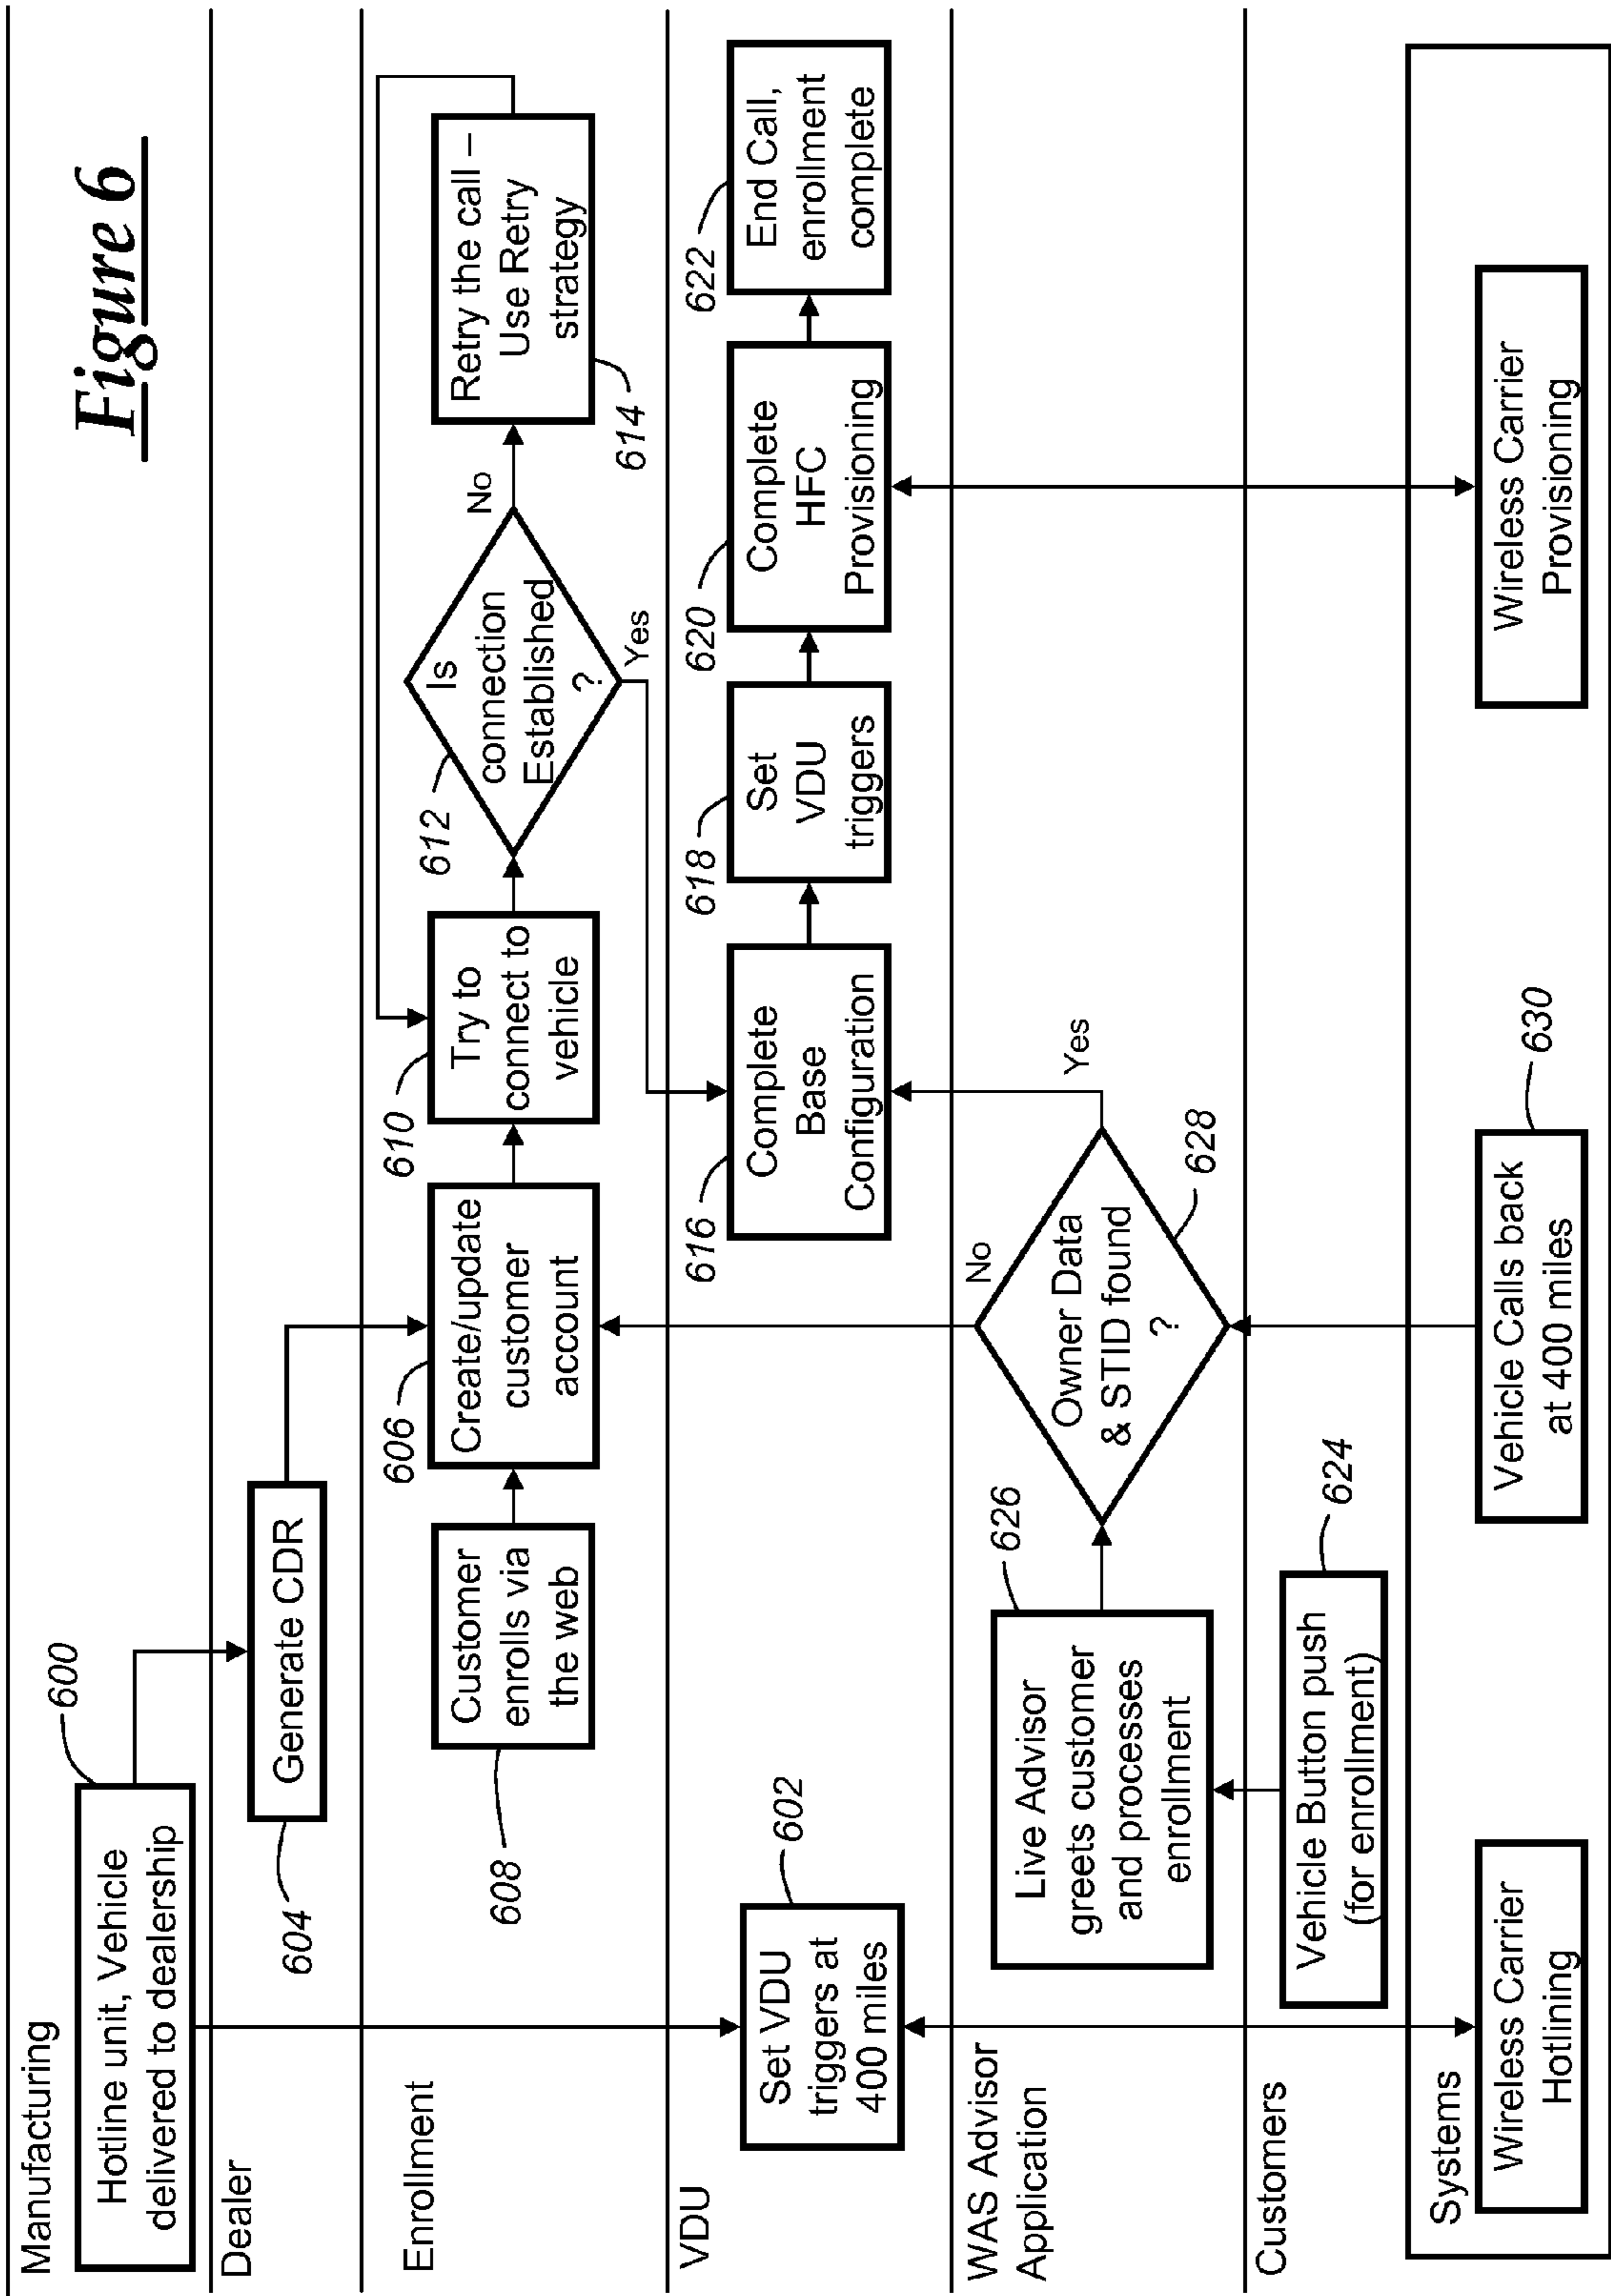 Figure 6
Manufacturing
Hotline unit, Vehicle
delivered to dealership
600
Dealer
Generate CDR
604
Enrollment
Customer
enrolls via
the web
608
Create/update
customer
account
606
Try to
connect to
vehicle
610
Is
connection
Established
?
612
No
Yes
Retry the call –
Use Retry
strategy
614
VDU
Set VDU
triggers at
400 miles
602
Complete
Base
Configuration
616
Set
VDU
triggers
618
Complete
HFC
Provisioning
620
End Call,
enrollment
complete
622
WAS Advisor
Application
Live Advisor
greets customer
and processes
enrollment
626
Owner Data
& STID found
?
628
No
Yes
Customers
Vehicle Button push
(for enrollment)
624
Systems
Wireless Carrier
Hotlining
Vehicle Calls back
at 400 miles
630
Wireless Carrier
Provisioning